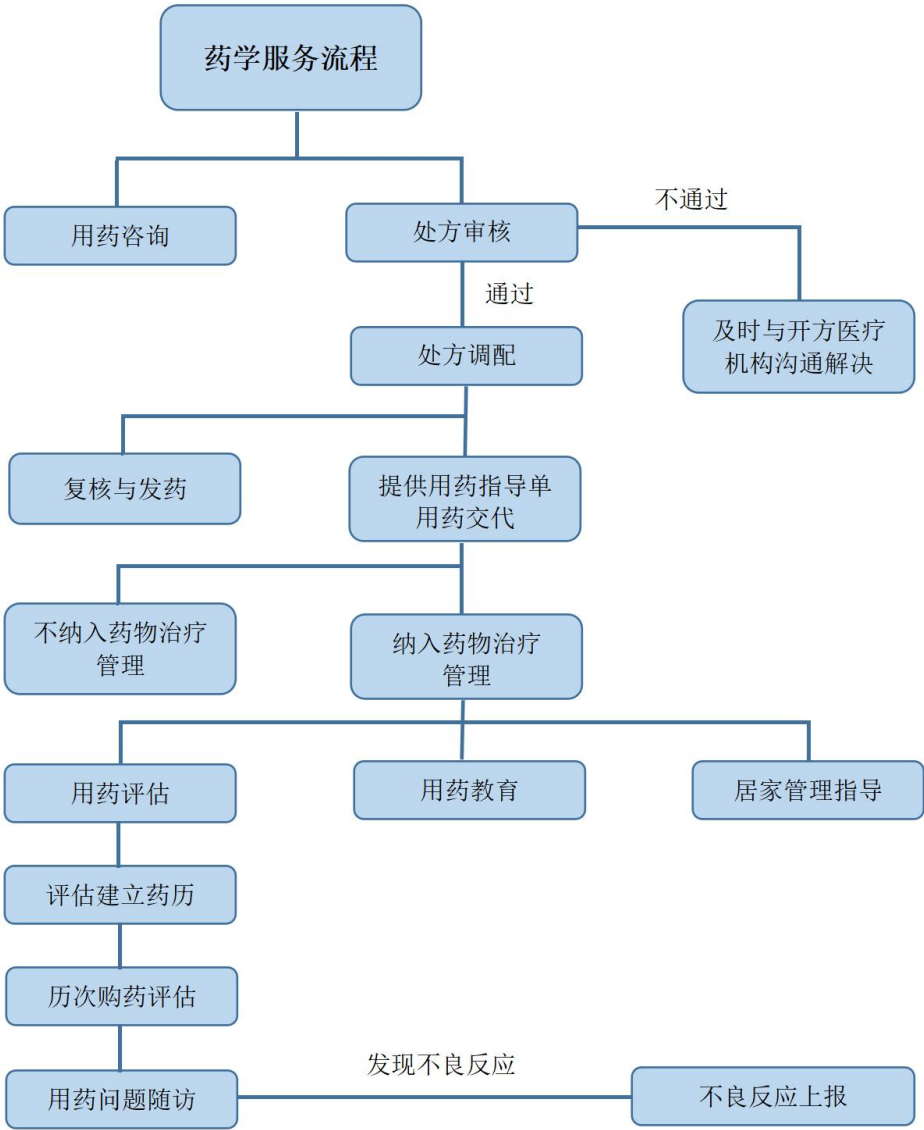 药学服务流程
不通过
用药咨询
处方审核
通过
及时与开方医疗
机构沟通解决
处方调配
复核与发药
提供用药指导单
用药交代
不纳入药物治疗
管理
纳入药物治疗
管理
用药评估
用药教育
居家管理指导
评估建立药历
历次购药评估
发现不良反应
用药问题随访
不良反应上报